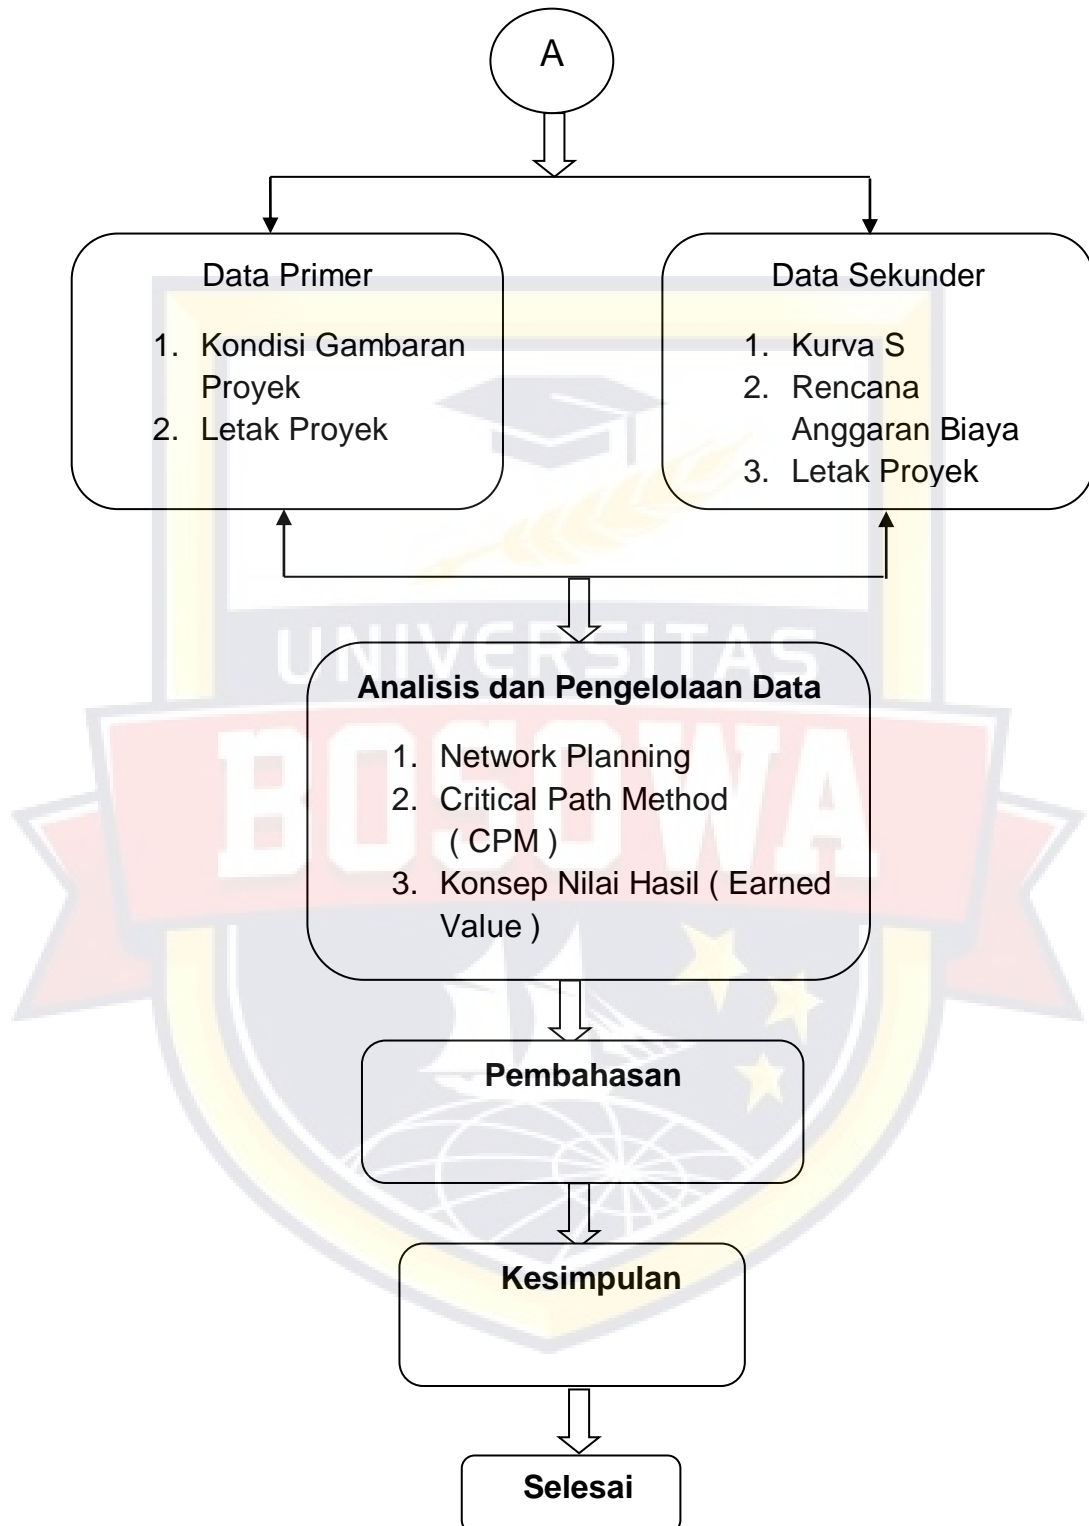 A
Data Primer
1. Kondisi Gambaran
Proyek
2. Letak Proyek
Data Sekunder
1. Kurva S
2. Rencana
Anggaran Biaya
3. Letak Proyek
UNIVERSITAS
BOSOWA
Analisis dan Pengelolaan Data
1. Network Planning
2. Critical Path Method
( CPM )
3. Konsep Nilai Hasil ( Earned
Value )
Pembahasan
Kesimpulan
Selesai